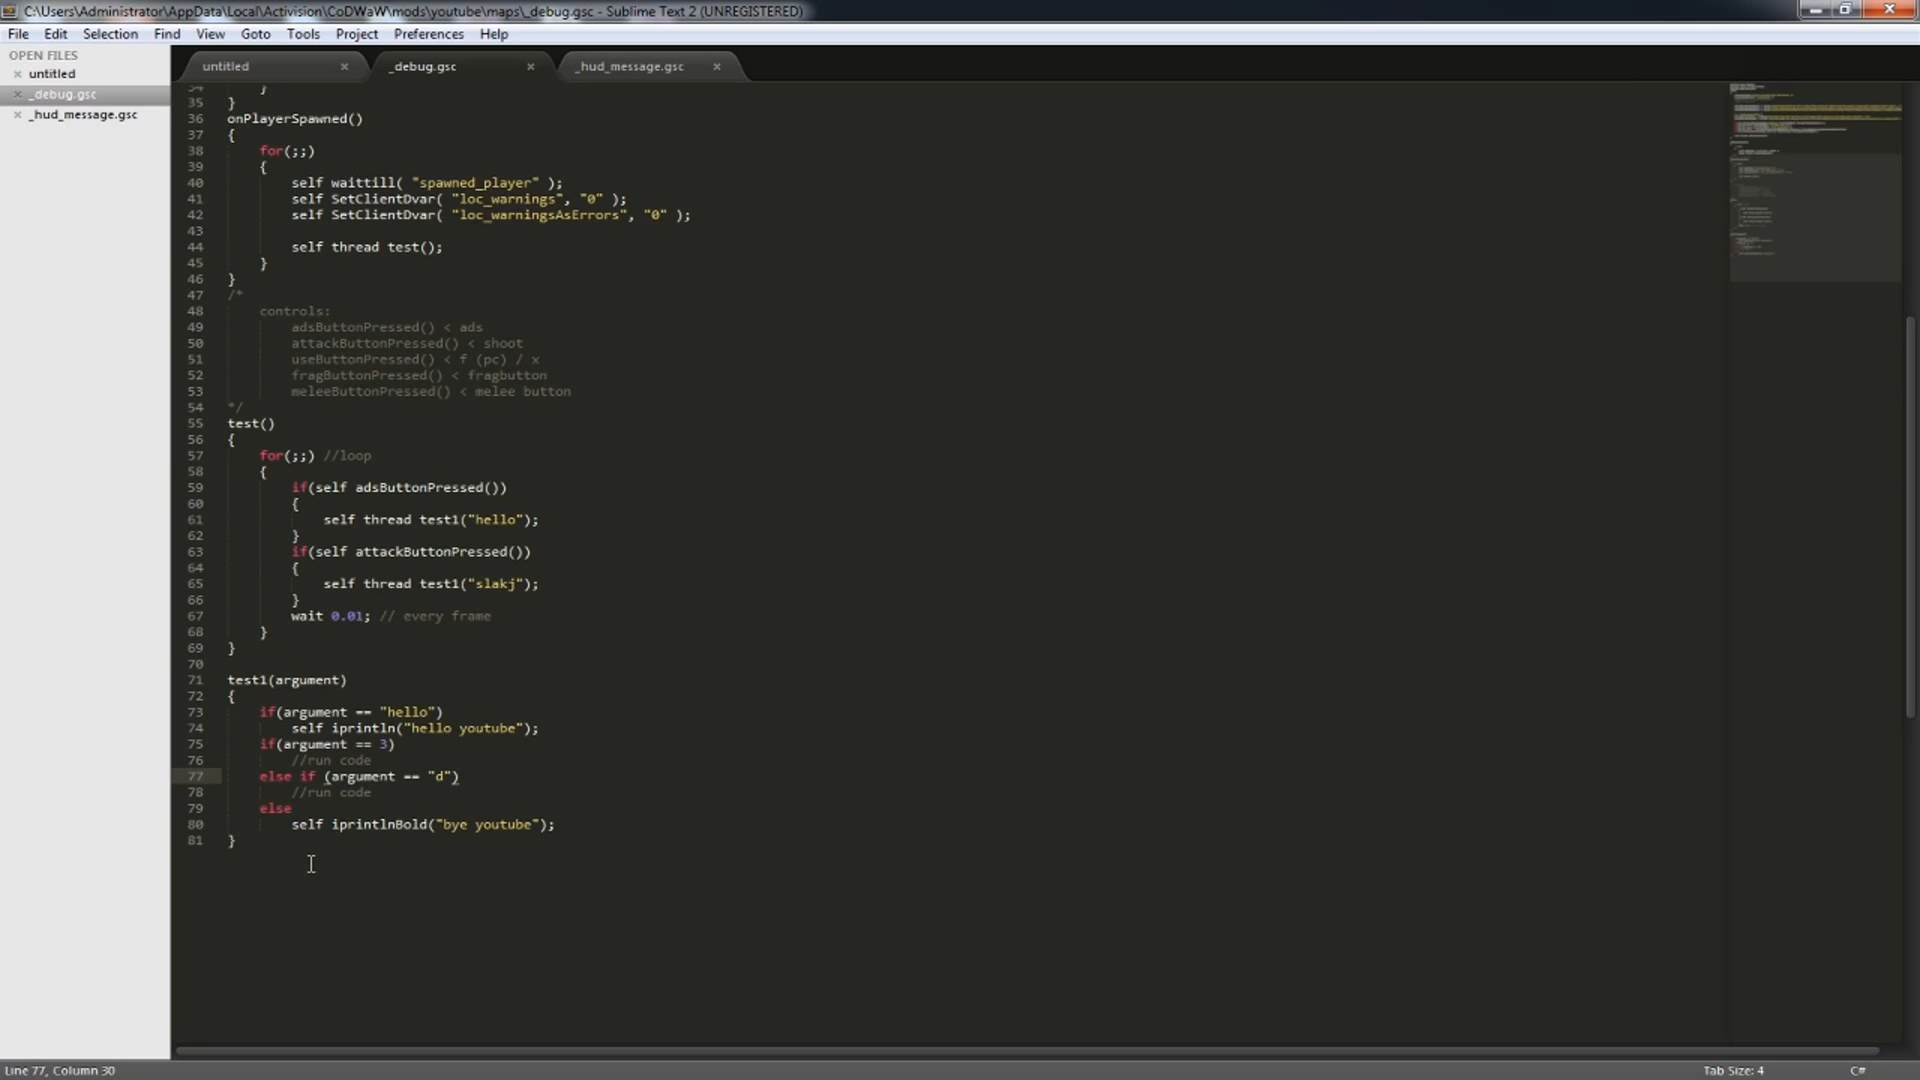 C:\Users\Administrator\AppData\Local\Activision\CoDWaW\mods\youtube\maps\_debug.gsc - Sublime Text 2 (UNREGISTERED)
File Edit Selection Find View Goto Tools Project Preferences Help
OPEN FILES
untitled
_debug.gsc
_hud_message.gsc
untitled _debug.gsc _hud_message.gsc
34 }
35 }
36 onPlayerSpawned()
37 {
38 for(;;)
39 {
40 self waittill( "spawned_player" );
41 self SetClientDvar( "loc_warnings", "0" );
42 self SetClientDvar( "loc_warningsAsErrors", "0" );
43
44 self thread test();
45 }
46 }
47 /*
48 controls:
49 adsButtonPressed() < ads
50 attackButtonPressed() < shoot
51 useButtonPressed() < f (pc) / x
52 fragButtonPressed() < fragbutton
53 meleeButtonPressed() < melee button
54 */
55 test()
56 {
57 for(;;) //loop
58 {
59 if(self adsButtonPressed())
60 {
61 self thread test1("hello");
62 }
63 if(self attackButtonPressed())
64 {
65 self thread test1("slakj");
66 }
67 wait 0.01; // every frame
68 }
69 }
70
71 test1(argument)
72 {
73 if(argument == "hello")
74 self iprintln("hello youtube");
75 if(argument == 3)
76 //run code
77 else if (argument == "d")
78 //run code
79 else
80 self iprintlnBold("bye youtube");
81 }
Line 77, Column 30 Tab Size: 4 C#